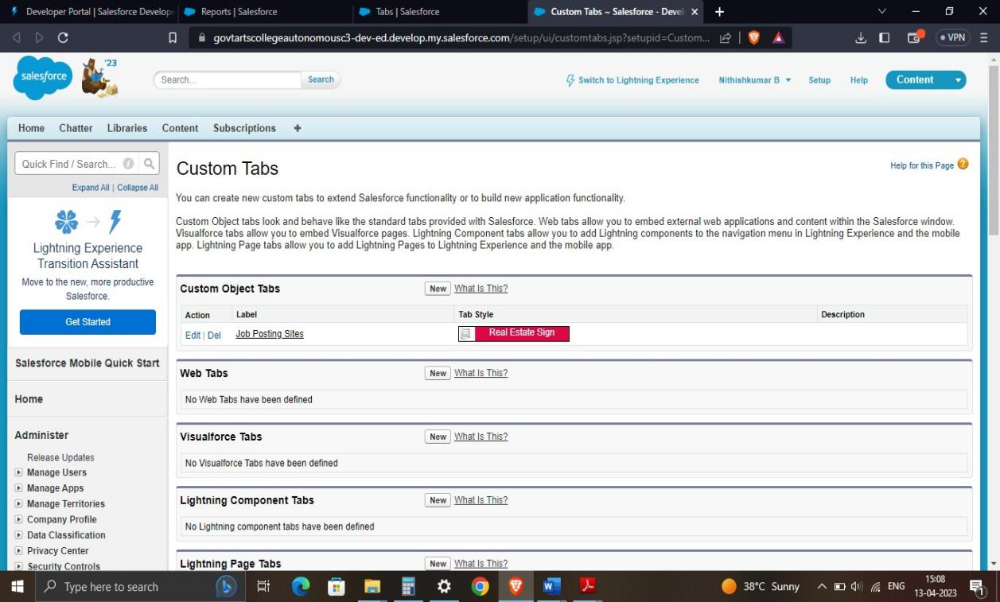 Developer Portal | Salesforce Develope
Reports | Salesforce
Tabs | Salesforce
Custom Tabs ~ Salesforce - Devel
govtartscollegeautonomousc3-dev-ed.develop.my.salesforce.com/setup/ui/customtabs.jsp?setupid=Custom...
VPN
salesforce
'23
Search...
Search
Switch to Lightning Experience
Nithishkumar B
Setup
Help
Content
Home
Chatter
Libraries
Content
Subscriptions
+
Quick Find / Search...
Expand All | Collapse All
Lightning Experience
Transition Assistant
Move to the new, more productive
Salesforce.
Get Started
Salesforce Mobile Quick Start
Home
Administer
Release Updates
Manage Users
Manage Apps
Manage Territories
Company Profile
Data Classification
Privacy Center
Security Controls
Custom Tabs
Help for this Page
You can create new custom tabs to extend Salesforce functionality or to build new application functionality.
Custom Object tabs look and behave like the standard tabs provided with Salesforce. Web tabs allow you to embed external web applications and content within the Salesforce window.
Visualforce tabs allow you to embed Visualforce pages. Lightning Component tabs allow you to add Lightning components to the navigation menu in Lightning Experience and the mobile
app. Lightning Page tabs allow you to add Lightning Pages to Lightning Experience and the mobile app.
Custom Object Tabs New What Is This?
Action Label Tab Style Description
Edit | Del Job Posting Sites Real Estate Sign
Web Tabs New What Is This?
No Web Tabs have been defined
Visualforce Tabs New What Is This?
No Visualforce Tabs have been defined
Lightning Component Tabs New What Is This?
No Lightning component tabs have been defined
Lightning Page Tabs New What Is This?
Type here to search
38°C Sunny
ENG
15:08
13-04-2023
1